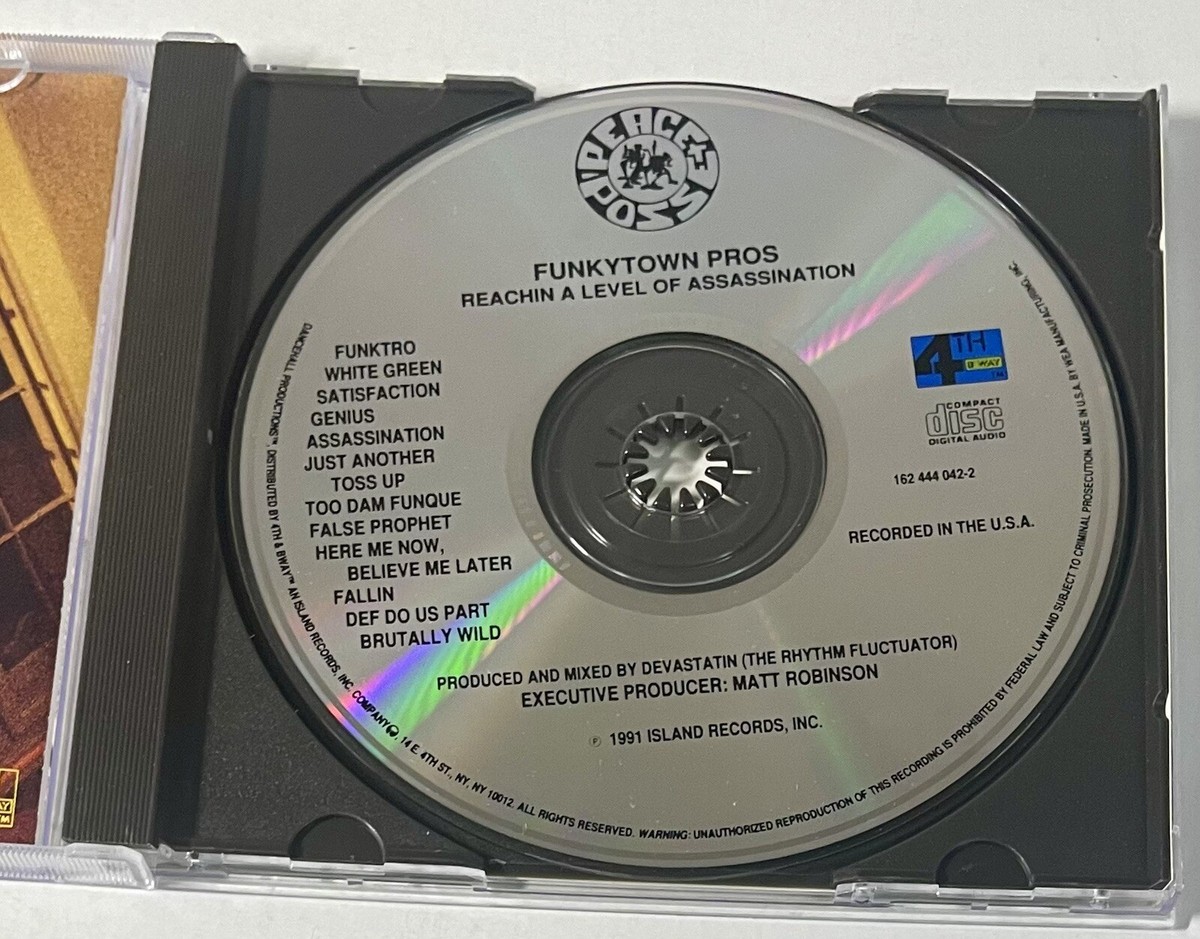 PEACE POSS
FUNKYTOWN PROS
REACHIN A LEVEL OF ASSASSINATION
FUNKTRO
WHITE GREEN
SATISFACTION
GENIUS
ASSASSINATION
JUST ANOTHER
TOSS UP
TOO DAM FUNQUE
FALSE PROPHET
HERE ME NOW,
BELIEVE ME LATER
FALLIN
DEF DO US PART
BRUTALLY WILD
4TH
B'WAY
TM
COMPACT
disc
DIGITAL AUDIO
162 444 042-2
RECORDED IN THE U.S.A.
PRODUCED AND MIXED BY DEVASTATIN (THE RHYTHM FLUCTUATOR)
EXECUTIVE PRODUCER: MATT ROBINSON
℗ 1991 ISLAND RECORDS, INC.
DANCEHALL PRODUCTIONS™, DISTRIBUTED BY 4TH & BWAY™ AN ISLAND RECORDS, INC. COMPANY, 14 E. 4TH ST., NY, NY 10012. ALL RIGHTS RESERVED. WARNING: UNAUTHORIZED REPRODUCTION OF THIS RECORDING IS PROHIBITED BY FEDERAL LAW AND SUBJECT TO CRIMINAL PROSECUTION. MADE IN U.S.A. BY WEA MANUFACTURING, INC.